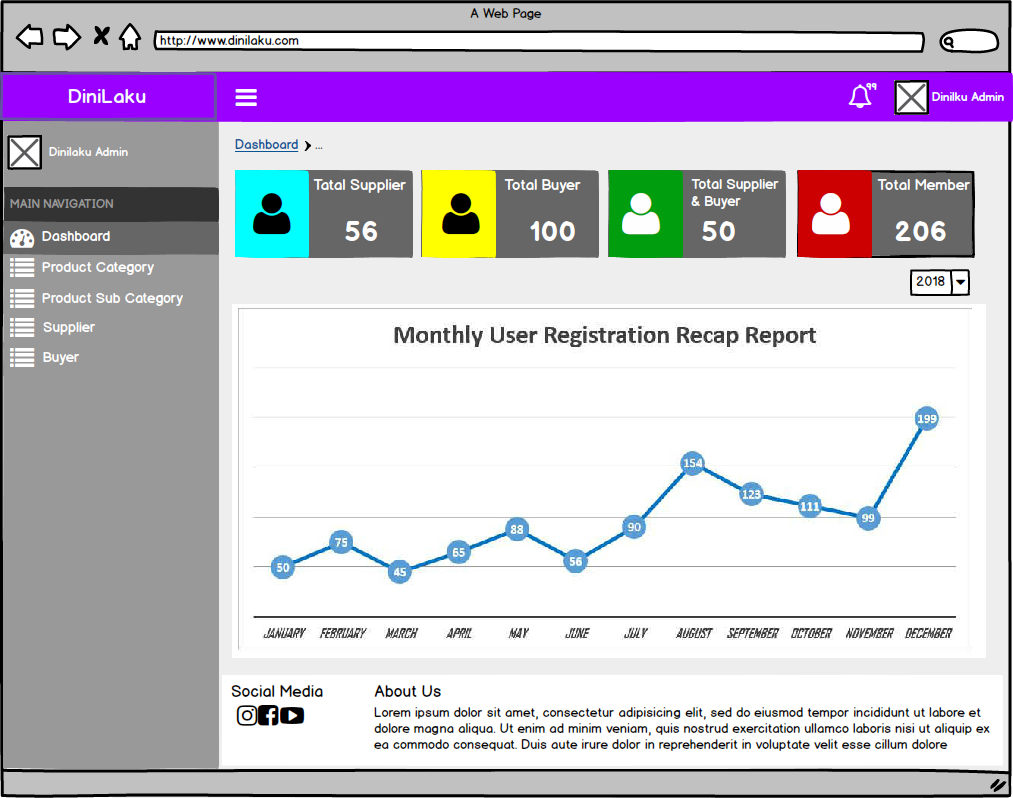 A Web Page
http://www.dinilaku.com
DiniLaku
99
Dinilku Admin
Dinilaku Admin
MAIN NAVIGATION
Dashboard
Product Category
Product Sub Category
Supplier
Buyer
Dashboard ...
Tatal Supplier
56
Total Buyer
100
Total Supplier
& Buyer
50
Total Member
206
2018
Monthly User Registration Recap Report
50
75
45
65
88
56
90
154
123
111
99
199
JANUARY FEBRUARY MARCH APRIL MAY JUNE JULY AUGUST SEPTEMBER OCTOBER NOVEMBER DECEMBER
Social Media
About Us
Lorem ipsum dolor sit amet, consectetur adipisicing elit, sed do eiusmod tempor incididunt ut labore et
dolore magna aliqua. Ut enim ad minim veniam, quis nostrud exercitation ullamco laboris nisi ut aliquip ex
ea commodo consequat. Duis aute irure dolor in reprehenderit in voluptate velit esse cillum dolore